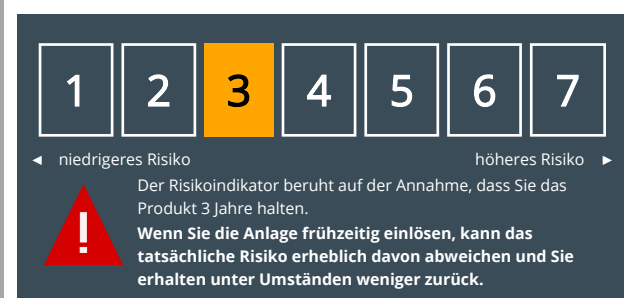 1 2 3 4 5 6 7
◄ niedrigeres Risiko höheres Risiko ►
Der Risikoindikator beruht auf der Annahme, dass Sie das
Produkt 3 Jahre halten.
Wenn Sie die Anlage frühzeitig einlösen, kann das
tatsächliche Risiko erheblich davon abweichen und Sie
erhalten unter Umständen weniger zurück.
!